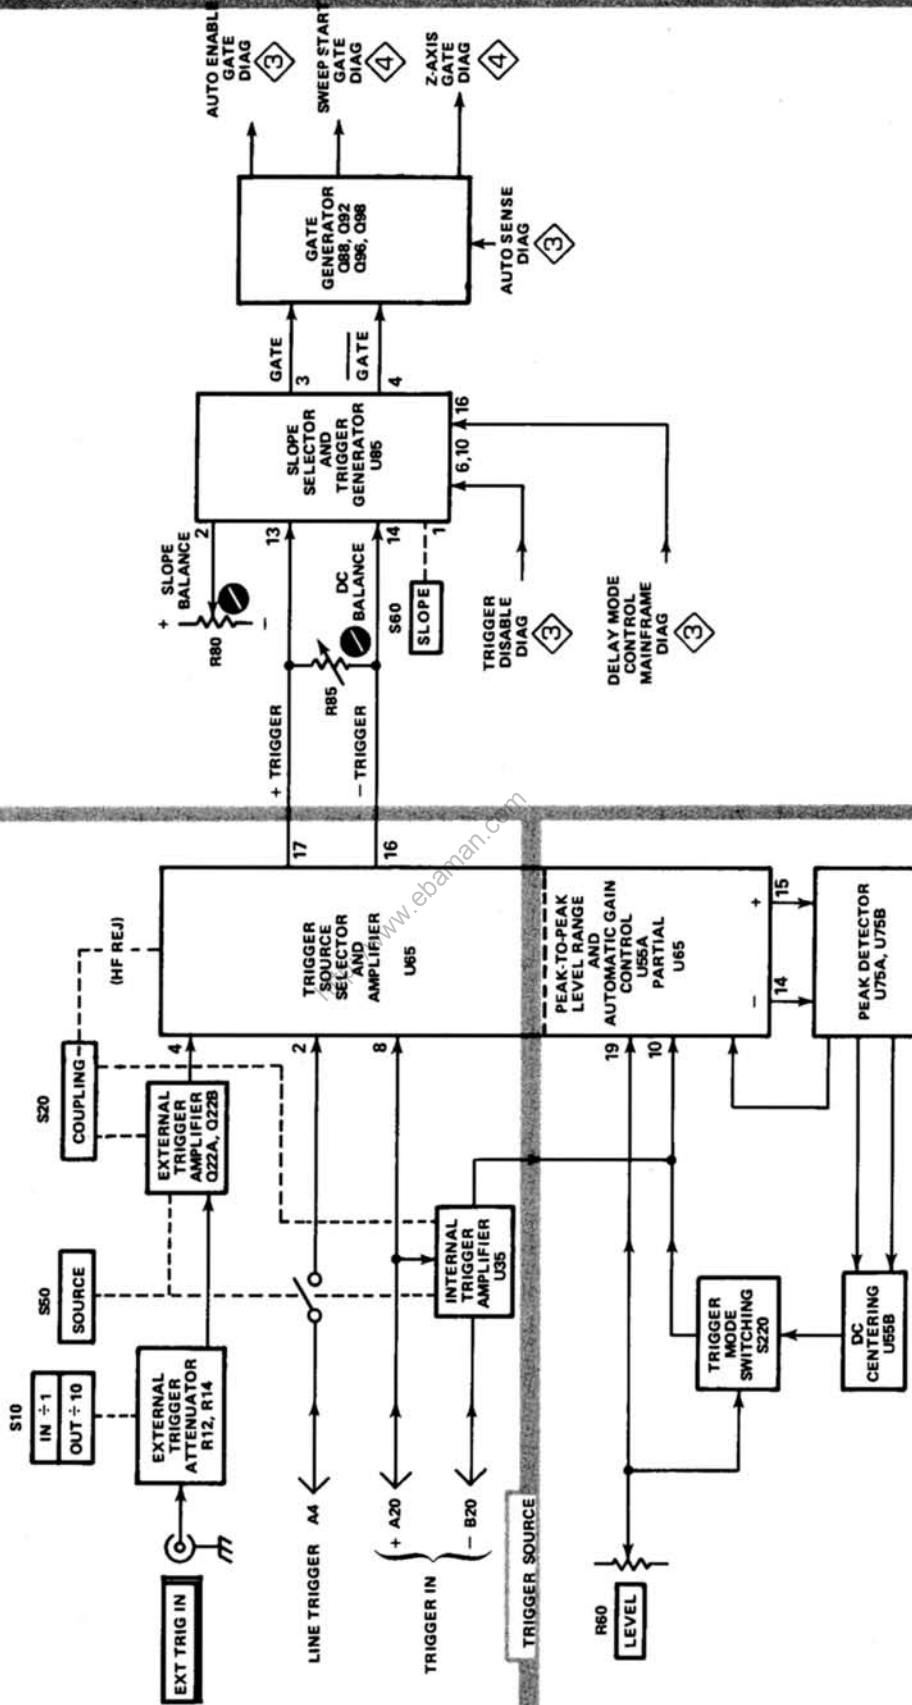 EXT TRIG IN
S10
IN ÷ 1
OUT ÷ 10
EXTERNAL
TRIGGER
ATTENUATOR
R12, R14
S50
SOURCE
S20
COUPLING
(HF REJ)
EXTERNAL
TRIGGER
AMPLIFIER
Q22A, Q22B
4
LINE TRIGGER A4
2
TRIGGER IN
+ A20
− B20
8
INTERNAL
TRIGGER
AMPLIFIER
U35
TRIGGER
SOURCE
SELECTOR
AND
AMPLIFIER
U65
17
16
+ TRIGGER
− TRIGGER
TRIGGER SOURCE
R60
LEVEL
19
10
TRIGGER
MODE
SWITCHING
S220
DC
CENTERING
U55B
PEAK-TO-PEAK
LEVEL RANGE
AND
AUTOMATIC GAIN
CONTROL
U55A
PARTIAL
U65
−
+
14
15
PEAK DETECTOR
U75A, U75B
+
SLOPE
BALANCE
−
R80
2
13
R85
DC
BALANCE
14
S60
SLOPE
1
SLOPE
SELECTOR
AND
TRIGGER
GENERATOR
U85
6,10
16
TRIGGER
DISABLE
DIAG
3
DELAY MODE
CONTROL
MAINFRAME
DIAG
3
GATE
3
GATE
4
GATE
GENERATOR
Q88, Q92
Q96, Q98
AUTO SENSE
DIAG
3
AUTO ENABLE
GATE
DIAG
3
SWEEP START
GATE
DIAG
4
Z-AXIS
GATE
DIAG
4
www.ebaman.com